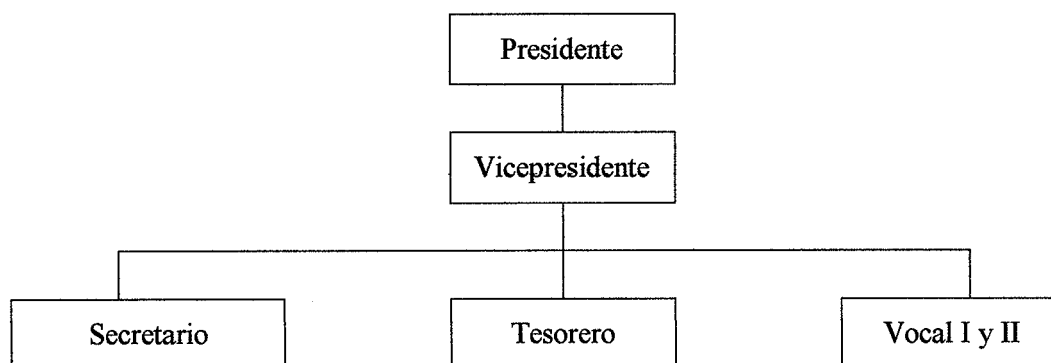 Presidente
Vicepresidente
Secretario
Tesorero
Vocal I y II